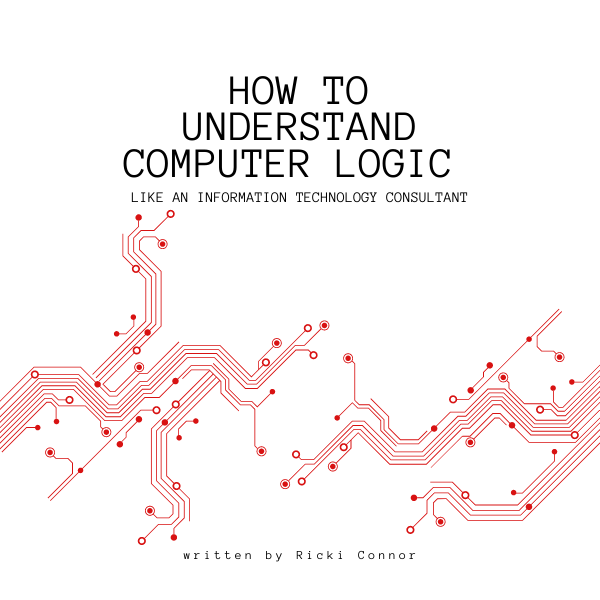 HOW TO
UNDERSTAND
COMPUTER LOGIC
LIKE AN INFORMATION TECHNOLOGY CONSULTANT
written by Ricki Connor